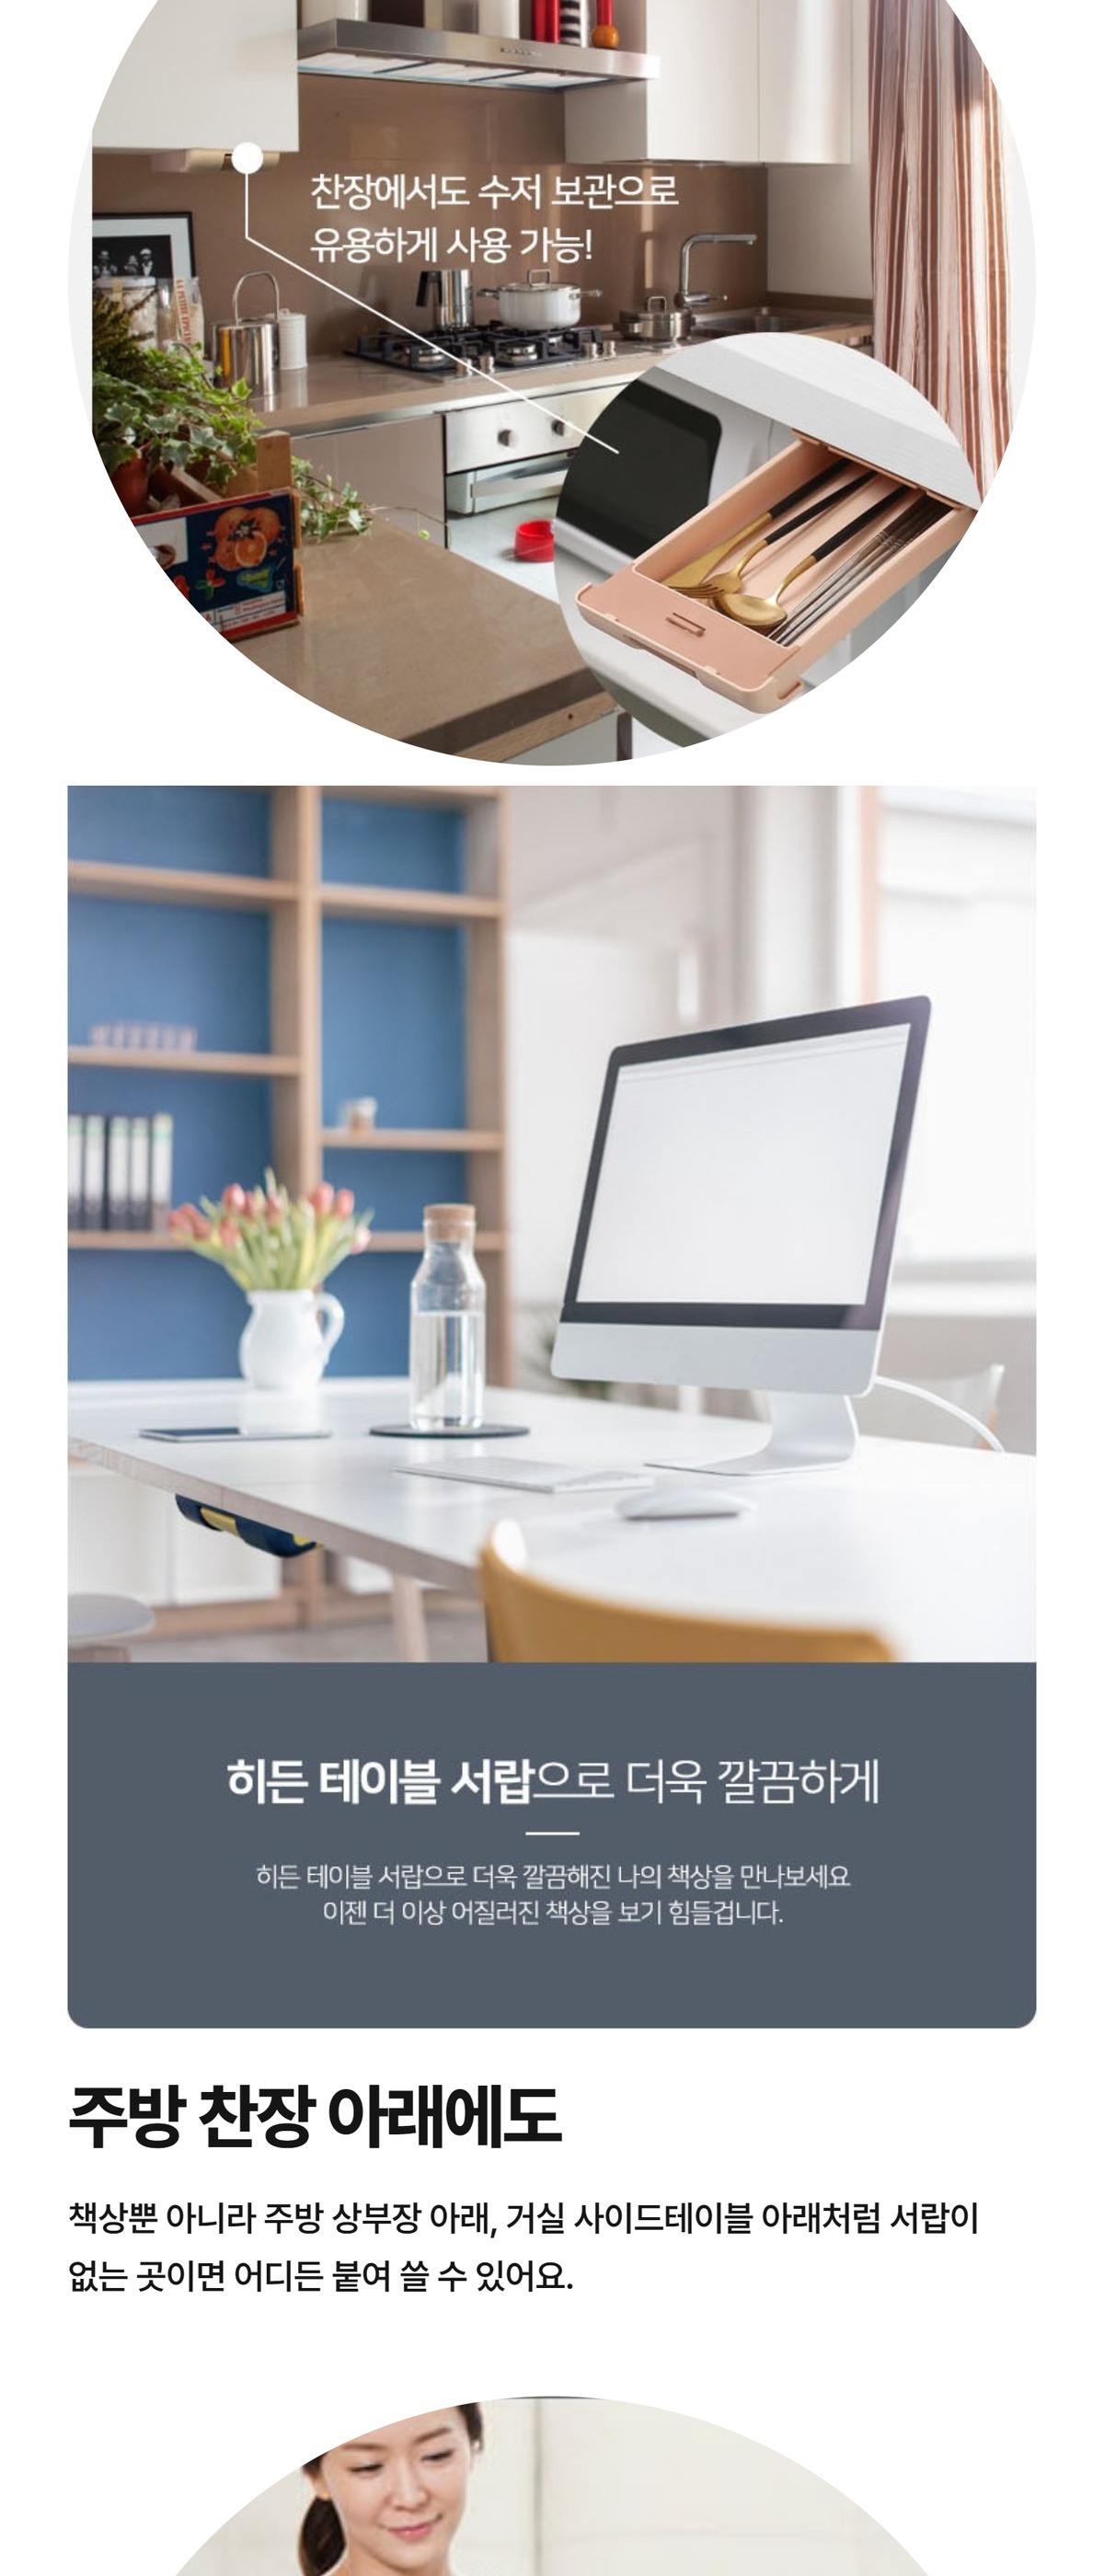 찬장에서도 수저 보관으로
유용하게 사용 가능!
히든 테이블 서랍으로 더욱 깔끔하게
히든 테이블 서랍으로 더욱 깔끔해진 나의 책상을 만나보세요
이젠 더 이상 어질러진 책상을 보기 힘들겁니다.
주방 찬장 아래에도
책상뿐 아니라 주방 상부장 아래, 거실 사이드테이블 아래처럼 서랍이
없는 곳이면 어디든 붙여 쓸 수 있어요.